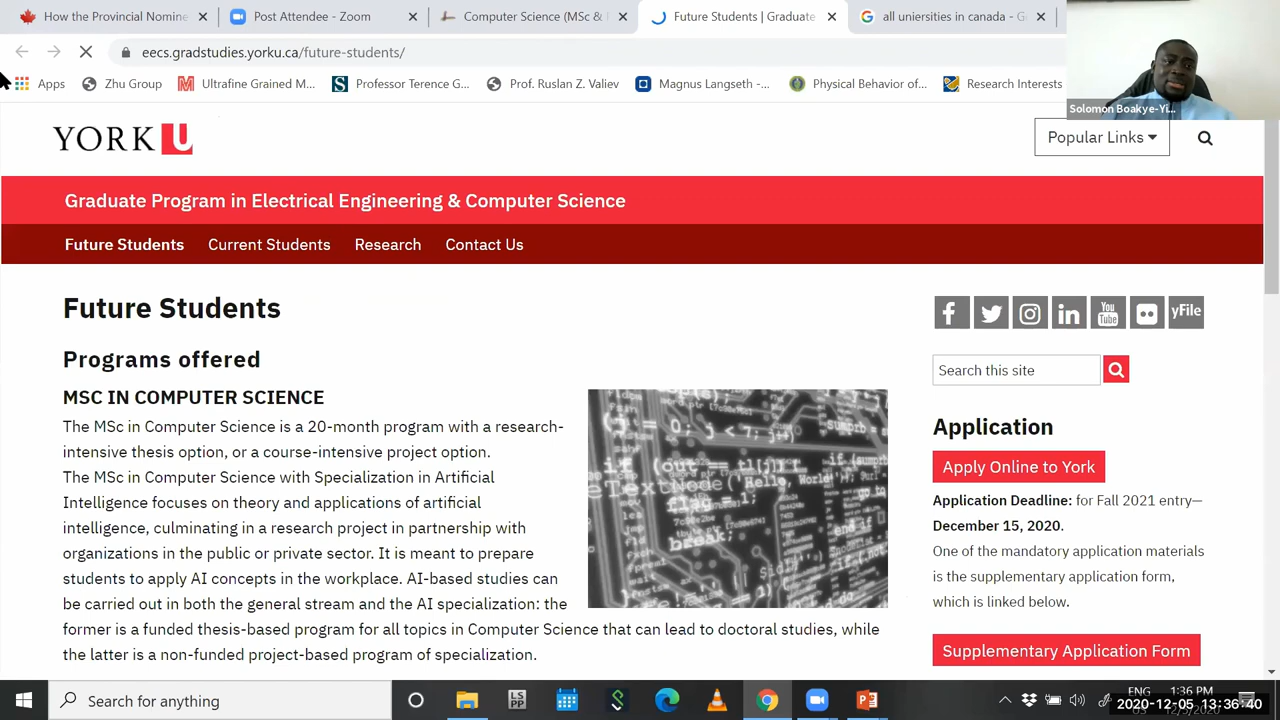 How the Provincial Nomine
Post Attendee - Zoom
Computer Science (MSc &
Future Students | Graduate
all uniersities in canada - G
eecs.gradstudies.yorku.ca/future-students/
Apps
Zhu Group
Ultrafine Grained M...
Professor Terence G...
Prof. Ruslan Z. Valiev
Magnus Langseth -...
Physical Behavior of...
Research Interests
Solomon Boakye-Yi...
YORK U
Popular Links
Graduate Program in Electrical Engineering & Computer Science
Future Students
Current Students
Research
Contact Us
Future Students
Programs offered
MSC IN COMPUTER SCIENCE
The MSc in Computer Science is a 20-month program with a research-
intensive thesis option, or a course-intensive project option.
The MSc in Computer Science with Specialization in Artificial
Intelligence focuses on theory and applications of artificial
intelligence, culminating in a research project in partnership with
organizations in the public or private sector. It is meant to prepare
students to apply AI concepts in the workplace. AI-based studies can
be carried out in both the general stream and the AI specialization: the
former is a funded thesis-based program for all topics in Computer Science that can lead to doctoral studies, while
the latter is a non-funded project-based program of specialization.
yFile
Search this site
Application
Apply Online to York
Application Deadline: for Fall 2021 entry—
December 15, 2020.
One of the mandatory application materials
is the supplementary application form,
which is linked below.
Supplementary Application Form
Search for anything
LS
PP
ENG
1:36 PM
2020-12-05 13:36:40